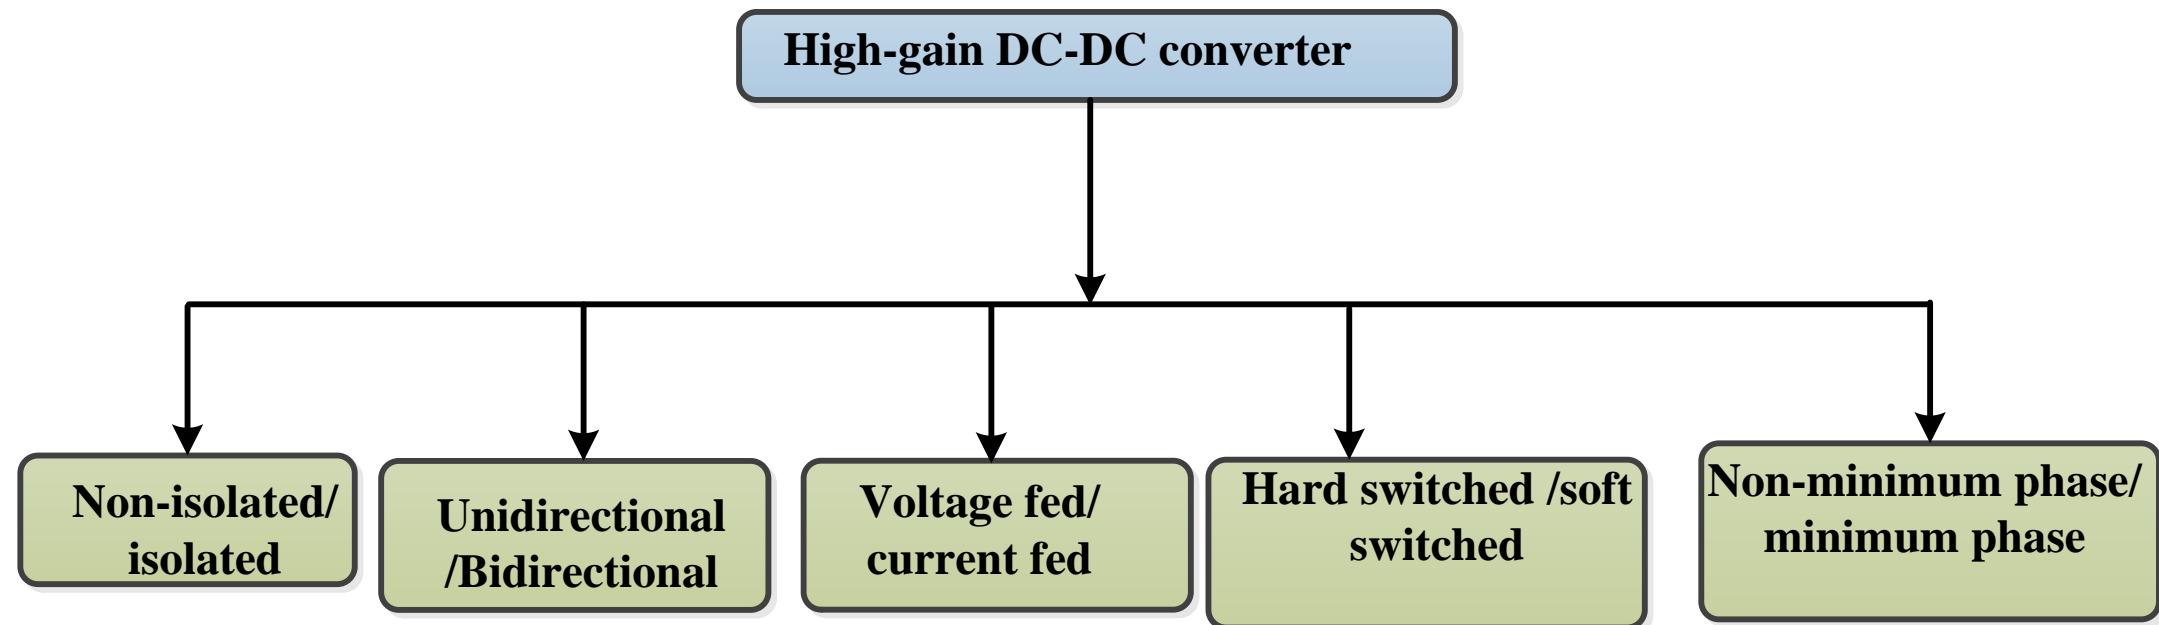 High-gain DC-DC converter
Non-isolated/
isolated
Unidirectional
/Bidirectional
Voltage fed/
current fed
Hard switched /soft
switched
Non-minimum phase/
minimum phase